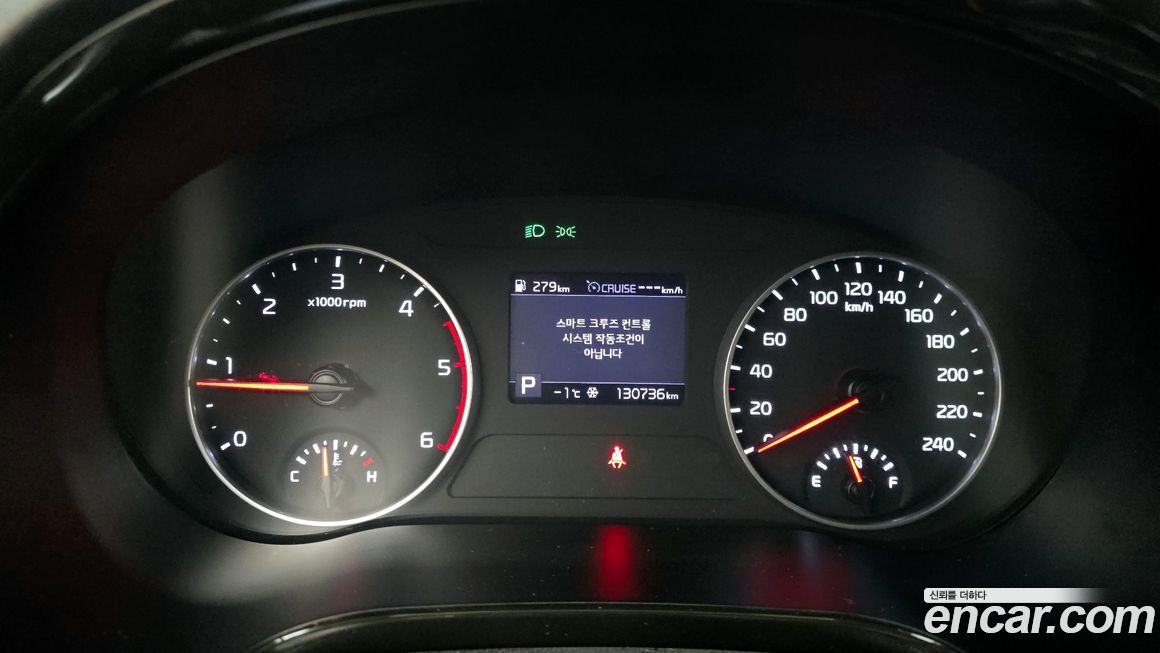 279km CRUISE ---km/h
스마트 크루즈 컨트롤
시스템 작동조건이
아닙니다
P -1℃ 130736km
0
1
2
3
4
5
6
x1000rpm
C H
0
20
40
60
80
100
120
140
160
180
200
220
240
km/h
E F
신뢰를 더하다
encar.com